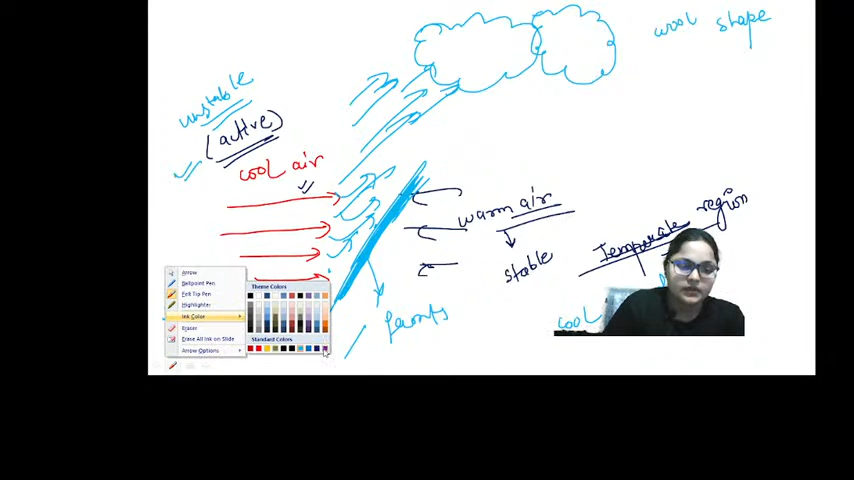 wool shape
unstable
(active)
cool air
warm air
stable
Temperate region
fronts
cool
Arrow
Ballpoint Pen
Felt Tip Pen
Highlighter
Ink Color
Eraser
Erase All Ink on Slide
Arrow Options
Theme Colors
Standard Colors